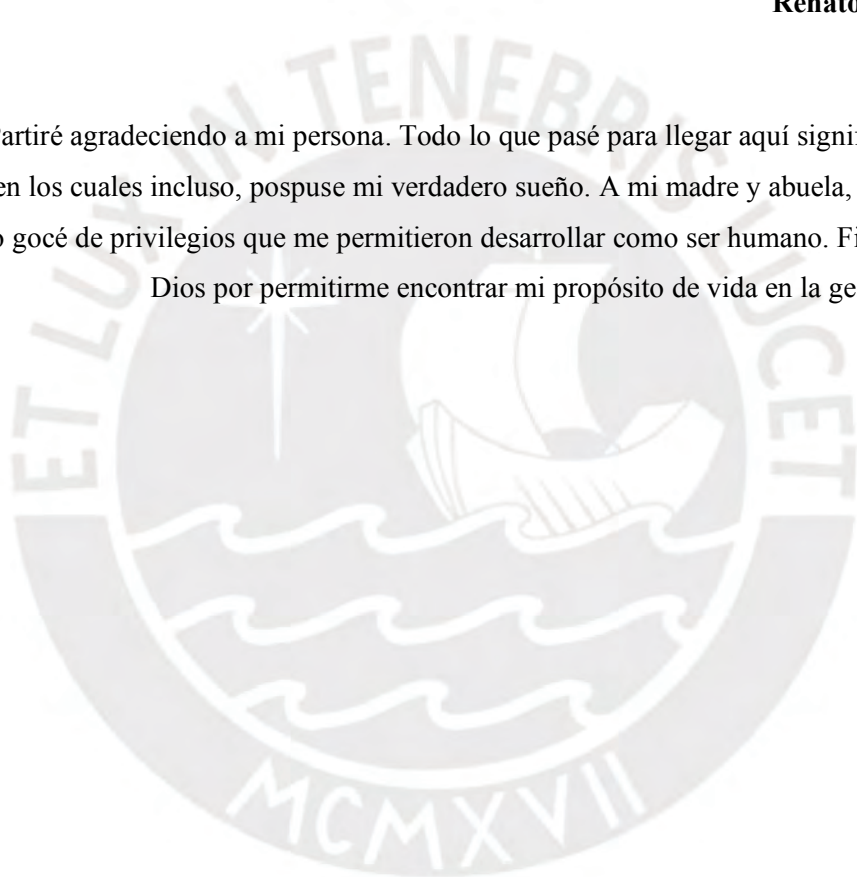 Renato
artiré agradeciendo a mi persona. Todo lo que pasé para llegar aquí signi
en los cuales incluso, pospuse mi verdadero sueño. A mi madre y abuela,
o gocé de privilegios que me permitieron desarrollar como ser humano. Fi
Dios por permitirme encontrar mi propósito de vida en la ge
ET LUX IN TENEBRIS LUCET
MCMXVII